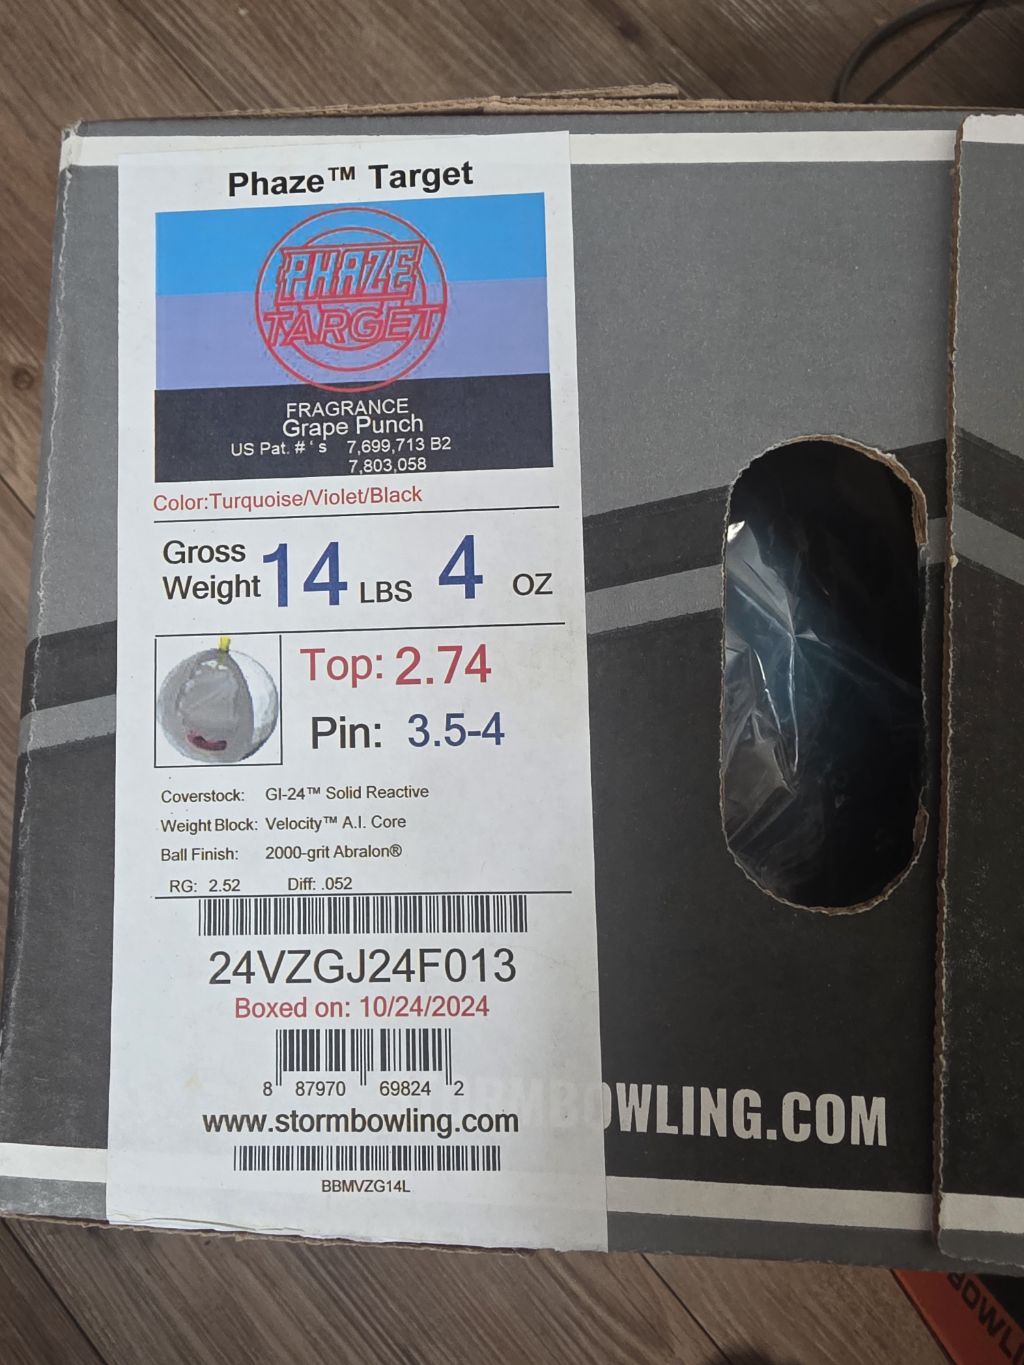 Phaze™ Target
PHAZE
TARGET
FRAGRANCE
Grape Punch
US Pat. #'s 7,699,713 B2
7,803,058
Color:Turquoise/Violet/Black
Gross Weight 14 LBS 4 OZ
Top: 2.74
Pin: 3.5-4
Coverstock: GI-24™ Solid Reactive
Weight Block: Velocity™ A.I. Core
Ball Finish: 2000-grit Abralon®
RG: 2.52 Diff: .052
24VZGJ24F013
Boxed on: 10/24/2024
8 87970 69824 2
www.stormbowling.com
BBMVZG14L
RMBOWLING.COM
BOWLI